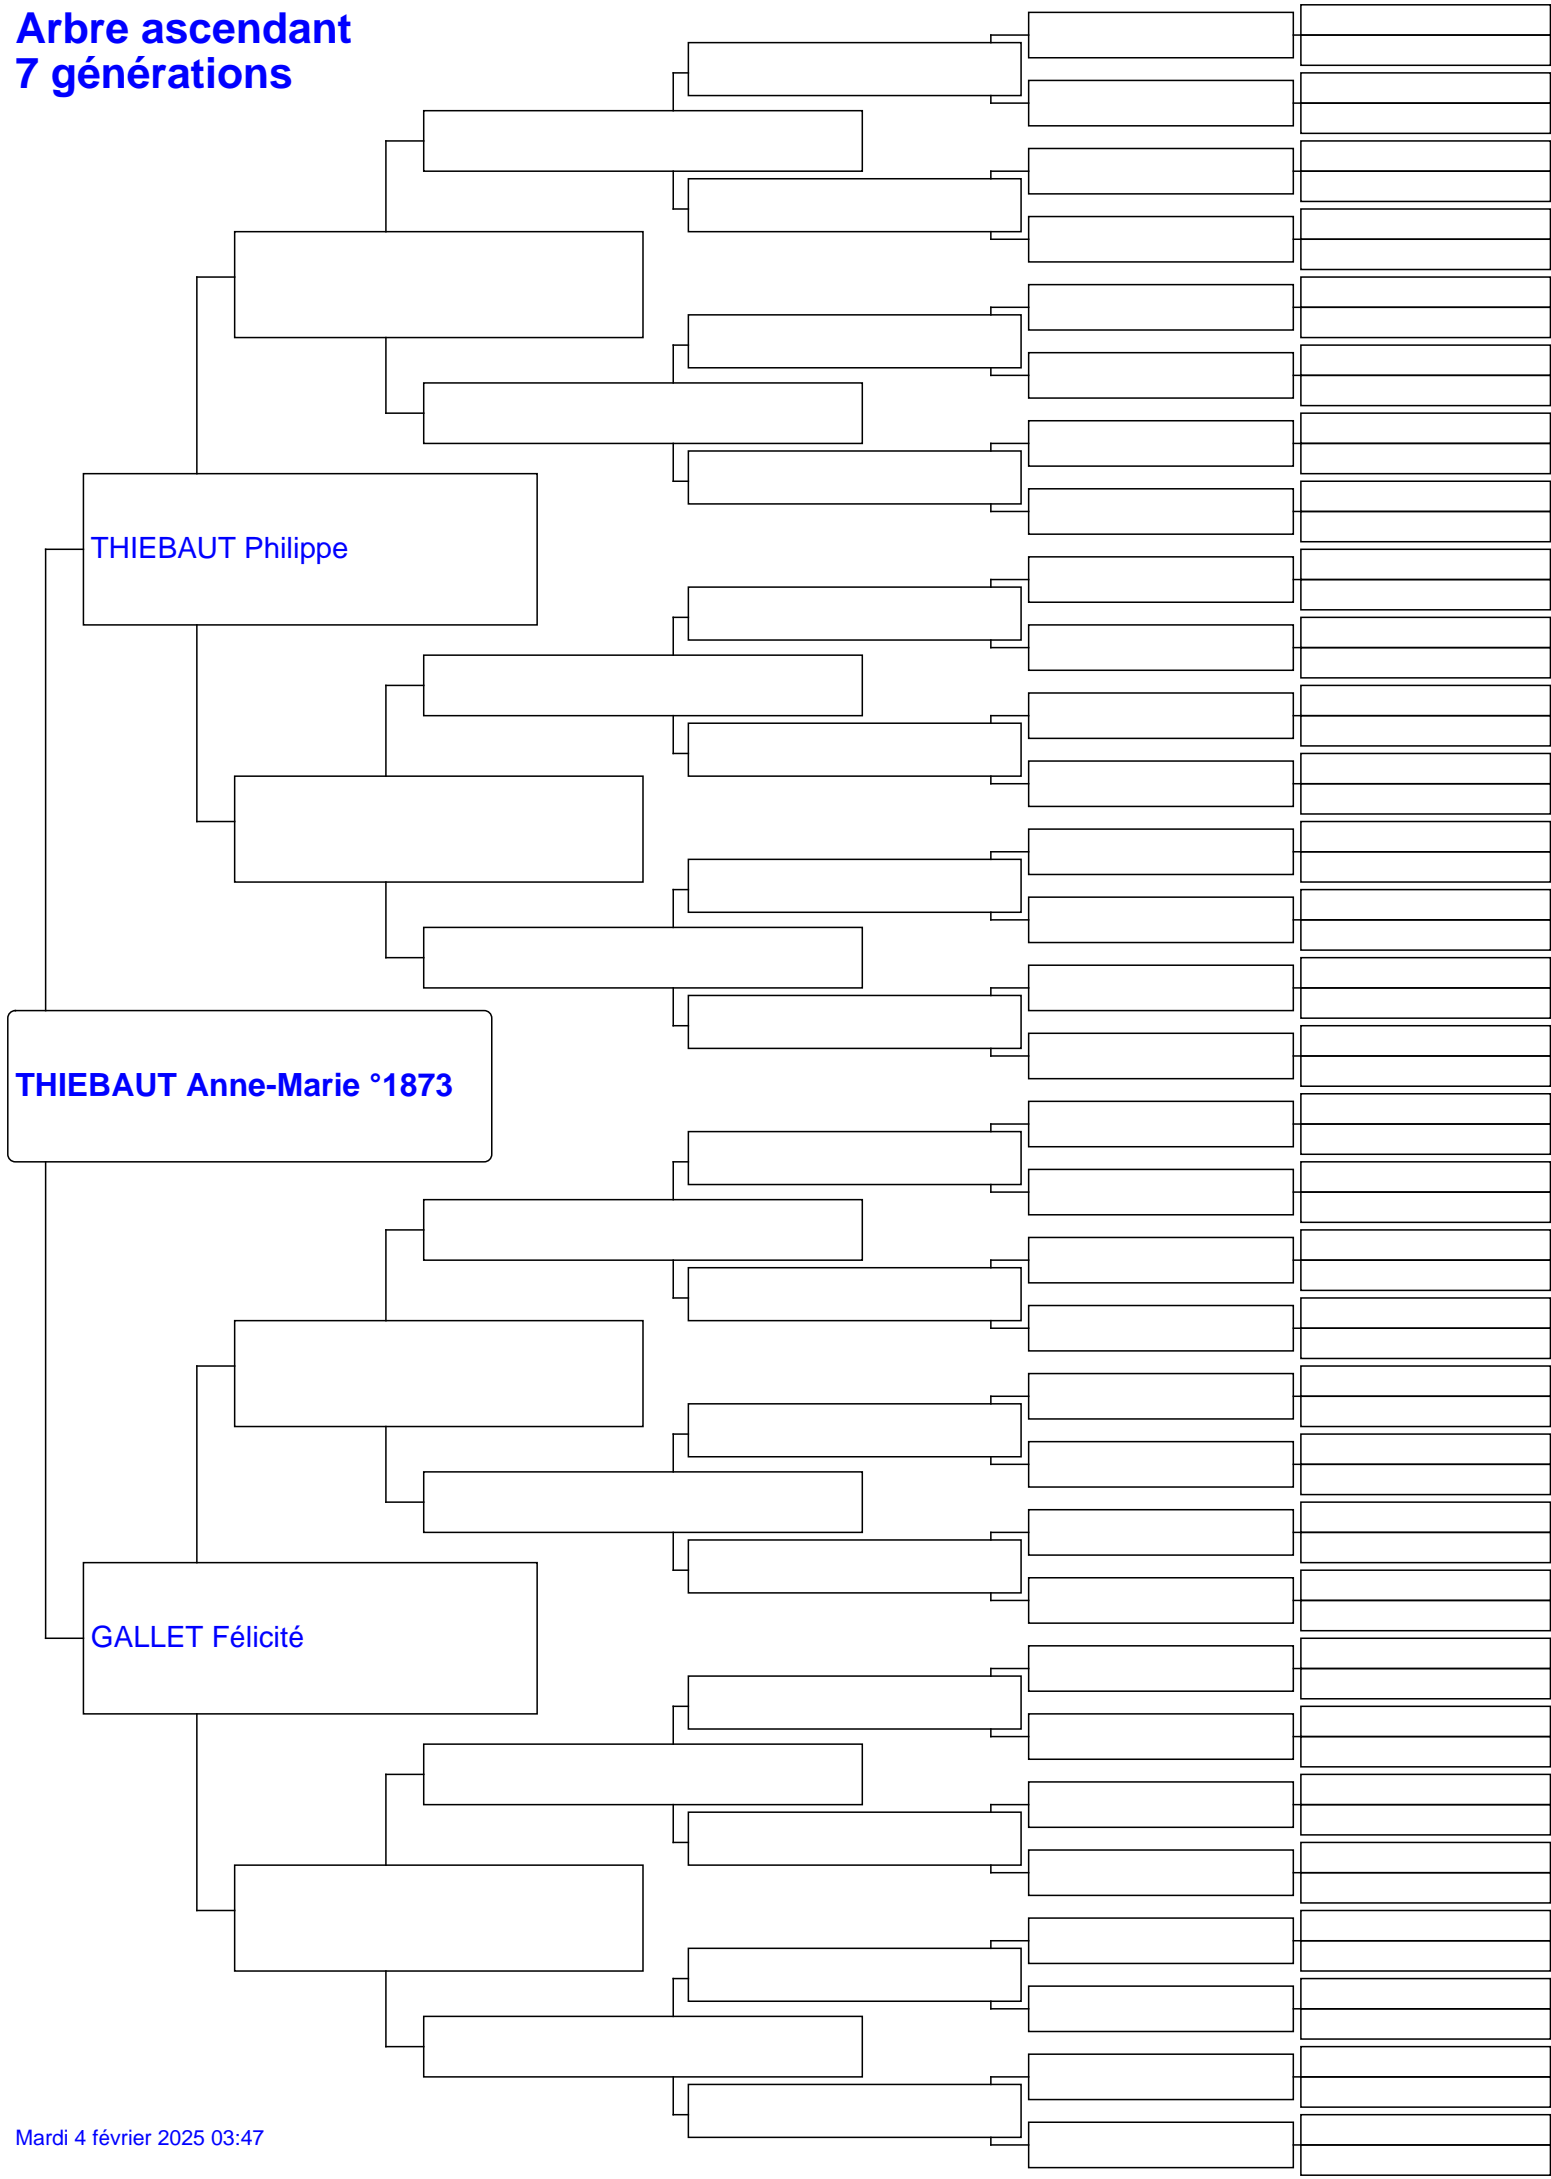 Arbre ascendant
7 générations
THIEBAUT Philippe
THIEBAUT Anne-Marie °1873
GALLET Félicité
Mardi 4 février 2025 03:47